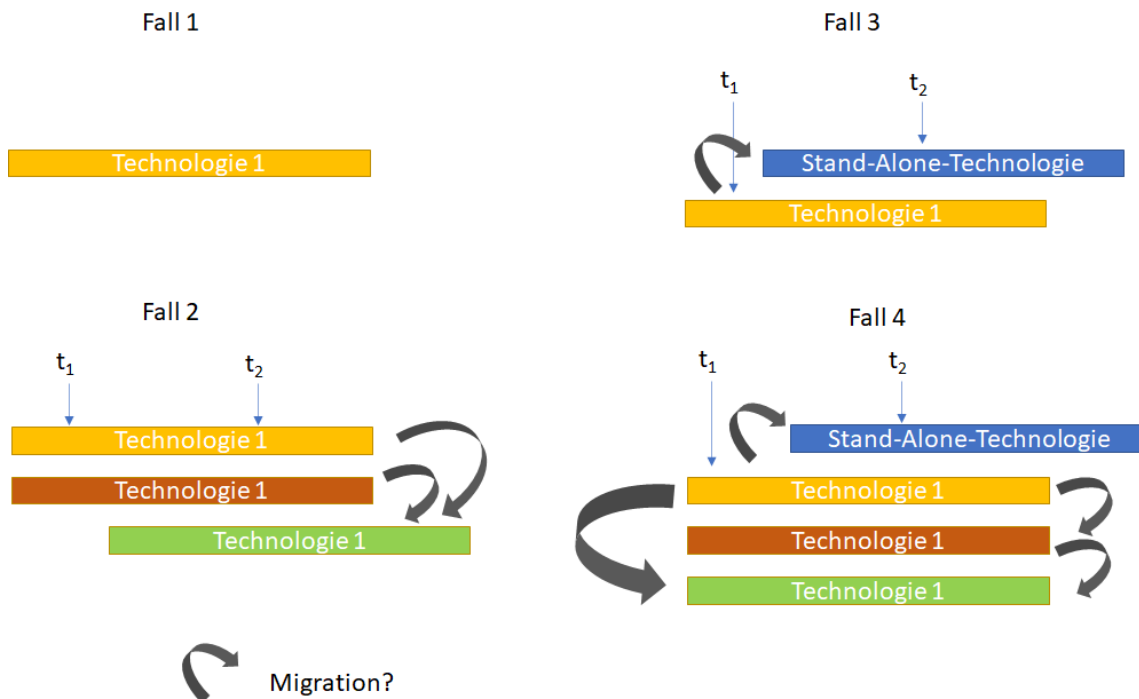 Fall 1
Technologie 1
Fall 2
t1
t2
Technologie 1
Technologie 1
Technologie 1
Migration?
Fall 3
t1
t2
Stand-Alone-Technologie
Technologie 1
Fall 4
t1
t2
Stand-Alone-Technologie
Technologie 1
Technologie 1
Technologie 1